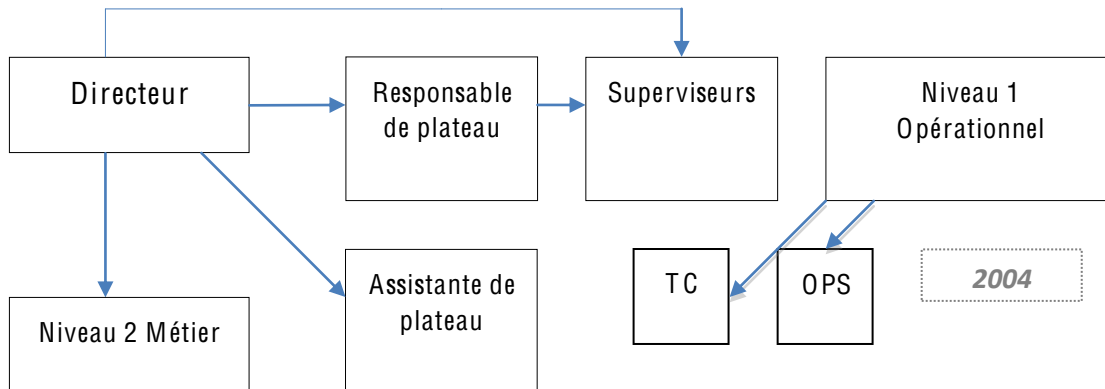 Directeur
Responsable
de plateau
Superviseurs
Niveau 1
Opérationnel
Niveau 2 Métier
Assistante de
plateau
TC
OPS
2004